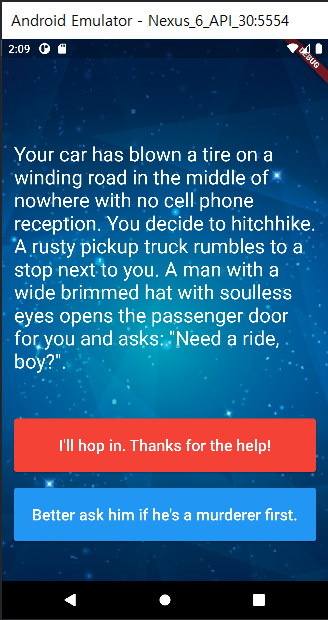 Android Emulator - Nexus_6_API_30:5554
2:09
DEBUG
Your car has blown a tire on a
winding road in the middle of
nowhere with no cell phone
reception. You decide to hitchhike.
A rusty pickup truck rumbles to a
stop next to you. A man with a
wide brimmed hat with soulless
eyes opens the passenger door
for you and asks: "Need a ride,
boy?".
I'll hop in. Thanks for the help!
Better ask him if he's a murderer first.